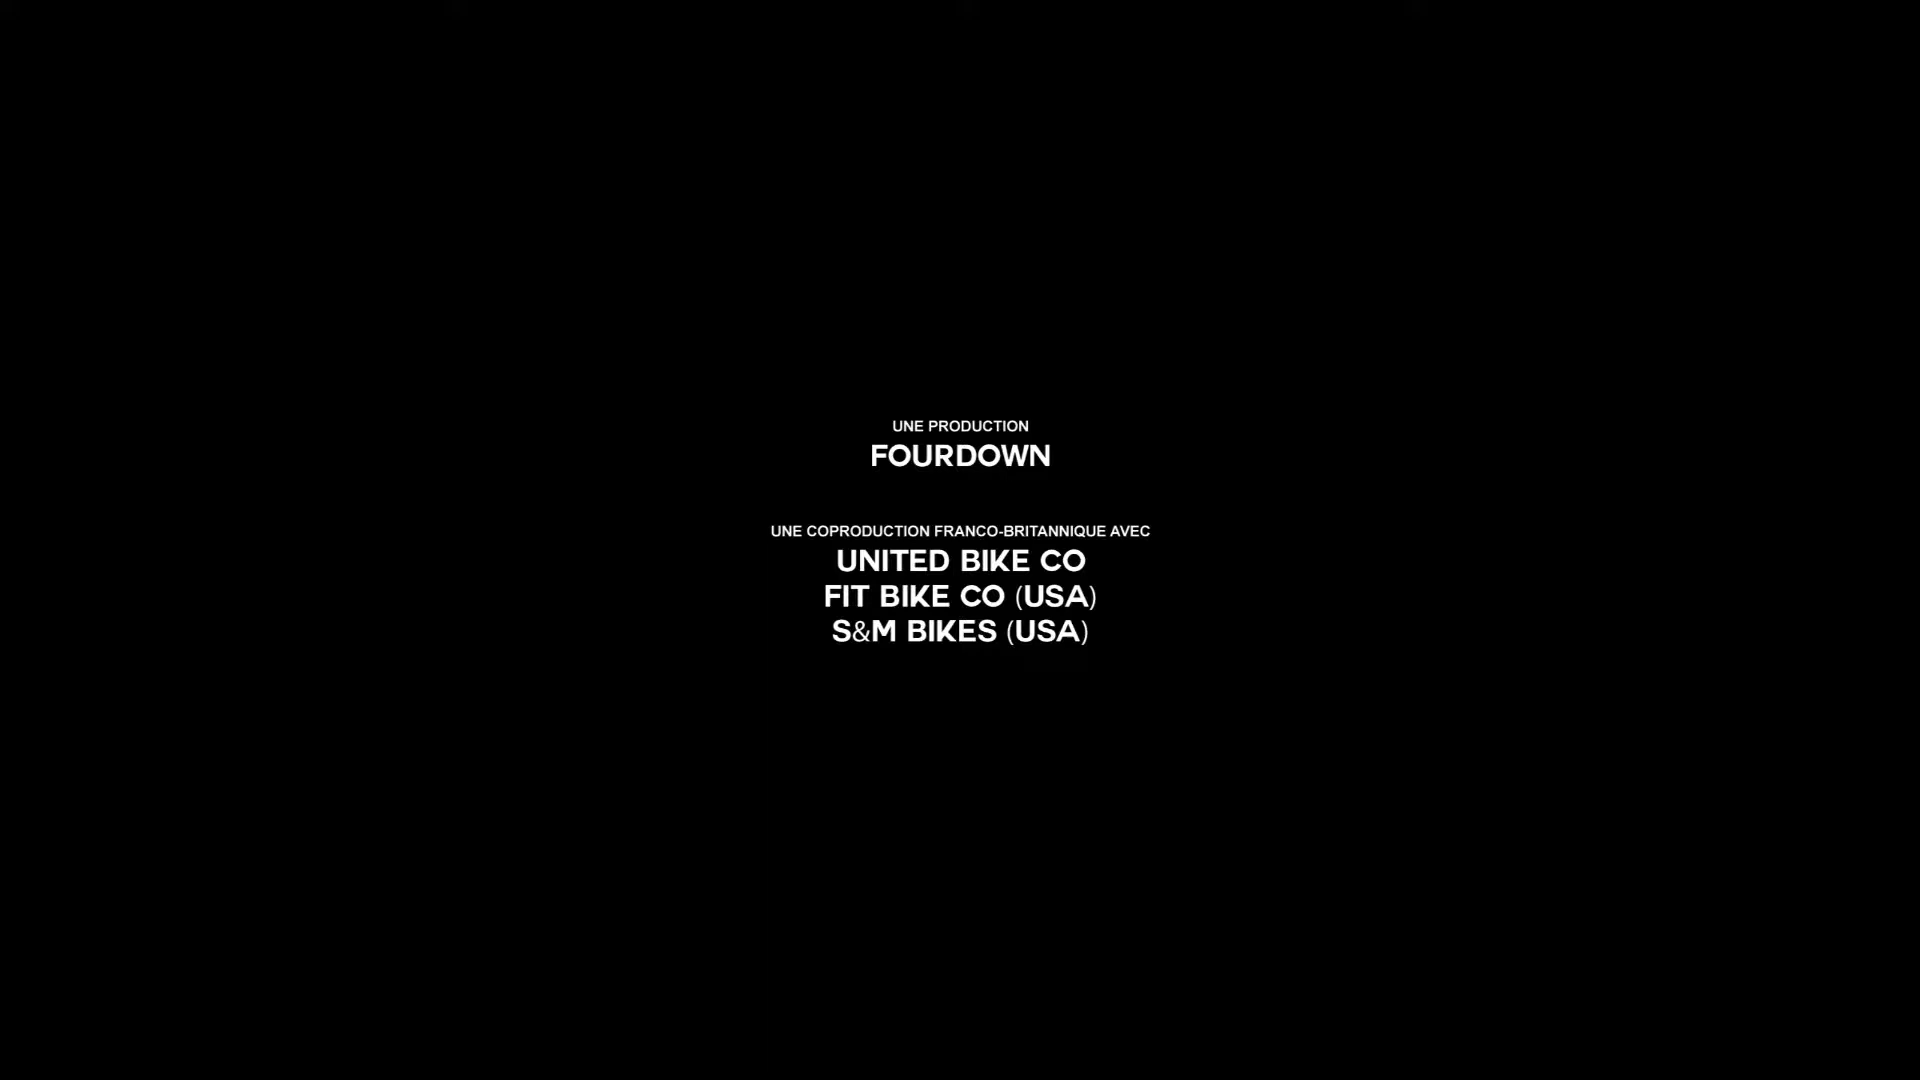 UNE PRODUCTION
FOURDOWN
UNE COPRODUCTION FRANCO-BRITANNIQUE AVEC
UNITED BIKE CO
FIT BIKE CO (USA)
S&M BIKES (USA)